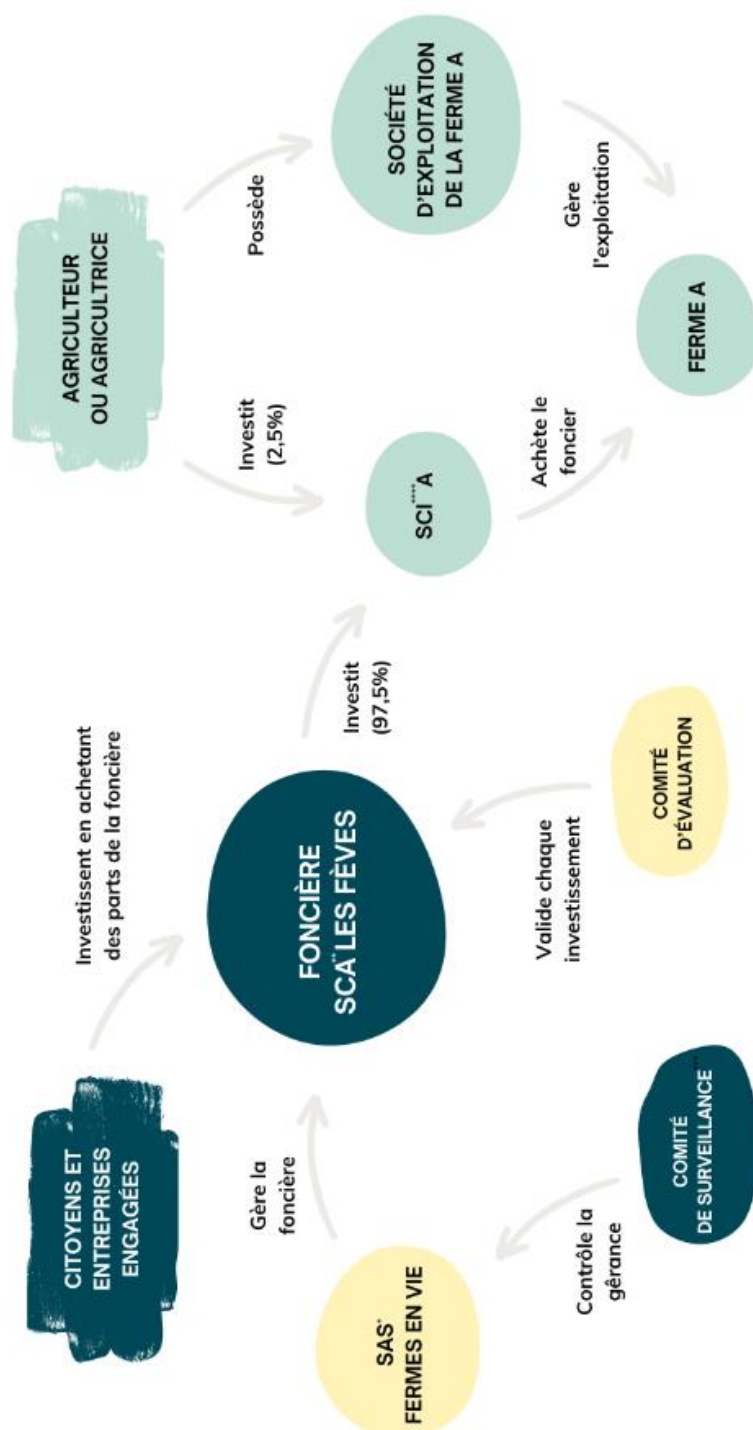 CITOYENS ET
ENTREPRISES
ENGAGÉES
Investissent en achetant
des parts de la foncière
AGRICULTEUR
OU AGRICULTRICE
Gère la
foncière
Investit
(2,5%)
Possède
SAS*
FERMES EN VIE
FONCIÈRE
SCA**LES FÈVES
Investit
(97,5%)
SCI****A
SOCIÉTÉ
D'EXPLOITATION
DE LA FERME A
Contrôle la
gérance
Valide chaque
investissement
Achète le
foncier
Gère
l'exploitation
COMITÉ
DE SURVEILLANCE***
COMITÉ
D'ÉVALUATION
FERME A